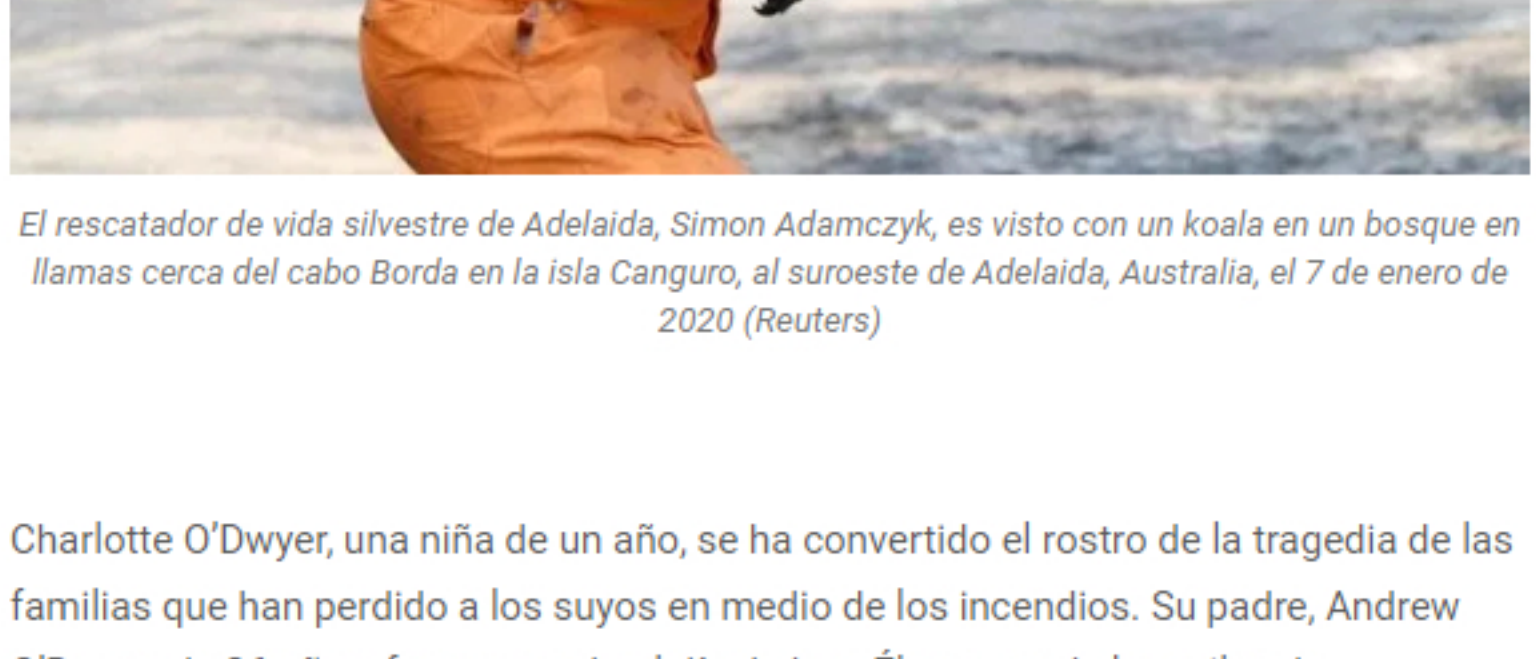 El rescatador de vida silvestre de Adelaida, Simon Adamczyk, es visto con un koala en un bosque en
llamas cerca del cabo Borda en la isla Canguro, al suroeste de Adelaida, Australia, el 7 de enero de
2020 (Reuters)
Charlotte O’Dwyer, una niña de un año, se ha convertido el rostro de la tragedia de las
familias que han perdido a los suyos en medio de los incendios. Su padre, Andrew